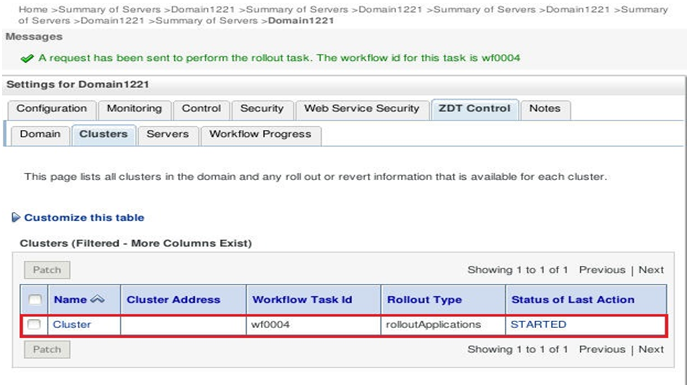 Home >Summary of Servers >Domain1221 >Summary of Servers >Domain1221 >Summary of Servers >Domain1221 >Summary
of Servers >Domain1221 >Summary of Servers >Domain1221
Messages
A request has been sent to perform the rollout task. The workflow id for this task is wf0004
Settings for Domain1221
Configuration Monitoring Control Security Web Service Security ZDT Control Notes
Domain Clusters Servers Workflow Progress
This page lists all clusters in the domain and any roll out or revert information that is available for each cluster.
Customize this table
Clusters (Filtered - More Columns Exist)
Patch Showing 1 to 1 of 1 Previous | Next
Name Cluster Address Workflow Task Id Rollout Type Status of Last Action
Cluster wf0004 rolloutApplications STARTED
Patch Showing 1 to 1 of 1 Previous | Next